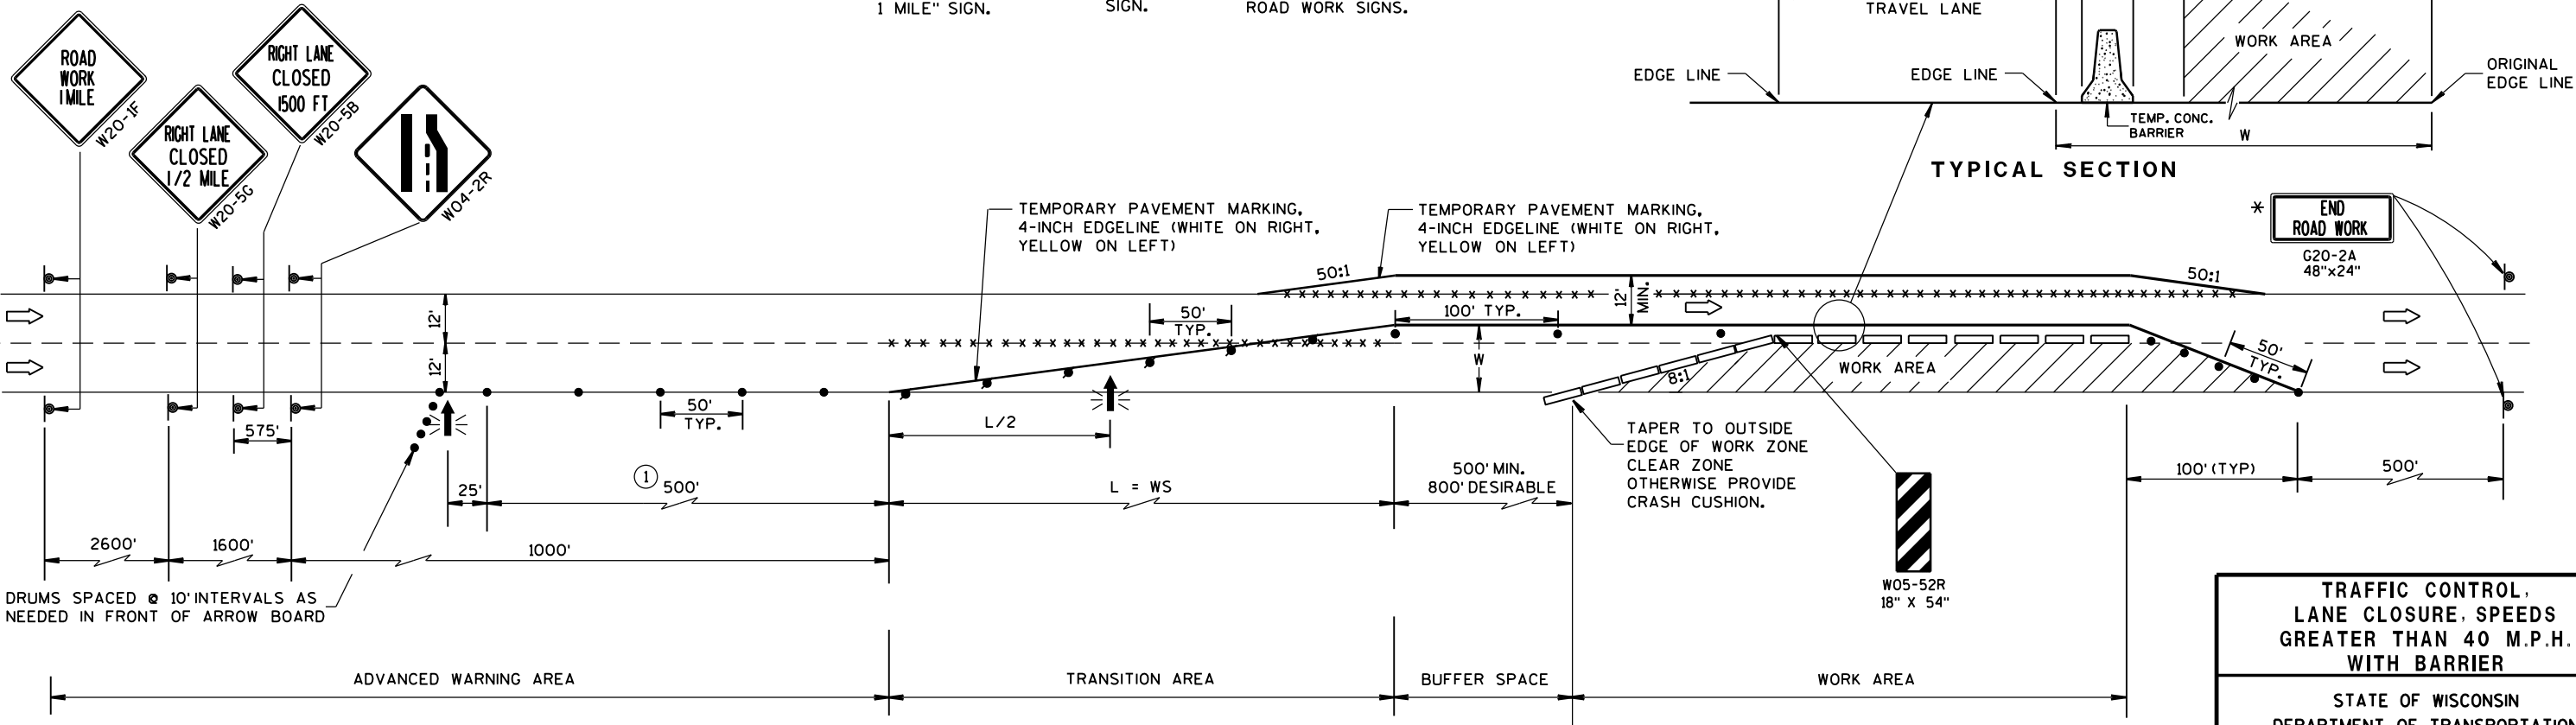 1 MILE" SIGN.
SIGN.
ROAD WORK SIGNS.
TRAVEL LANE
WORK AREA
EDGE LINE
EDGE LINE
ORIGINAL
EDGE LINE
TEMP. CONC.
BARRIER
W
TYPICAL SECTION
ROAD
WORK
1 MILE
W20-1F
RIGHT LANE
CLOSED
1/2 MILE
W20-5G
RIGHT LANE
CLOSED
1500 FT
W20-5B
W04-2R
TEMPORARY PAVEMENT MARKING,
4-INCH EDGELINE (WHITE ON RIGHT,
YELLOW ON LEFT)
TEMPORARY PAVEMENT MARKING,
4-INCH EDGELINE (WHITE ON RIGHT,
YELLOW ON LEFT)
*
END
ROAD WORK
G20-2A
48"x24"
50:1
50:1
12'
12'
50'
TYP.
100' TYP.
12'
MIN.
W
8:1
WORK AREA
50'
TYP.
575'
50'
TYP.
L/2
25'
1
500'
L = WS
500' MIN.
800' DESIRABLE
TAPER TO OUTSIDE
EDGE OF WORK ZONE
CLEAR ZONE
OTHERWISE PROVIDE
CRASH CUSHION.
100' (TYP)
500'
2600'
1600'
1000'
DRUMS SPACED @ 10' INTERVALS AS
NEEDED IN FRONT OF ARROW BOARD
W05-52R
18" X 54"
ADVANCED WARNING AREA
TRANSITION AREA
BUFFER SPACE
WORK AREA
TRAFFIC CONTROL,
LANE CLOSURE, SPEEDS
GREATER THAN 40 M.P.H.
WITH BARRIER
STATE OF WISCONSIN
DEPARTMENT OF TRANSPORTATION